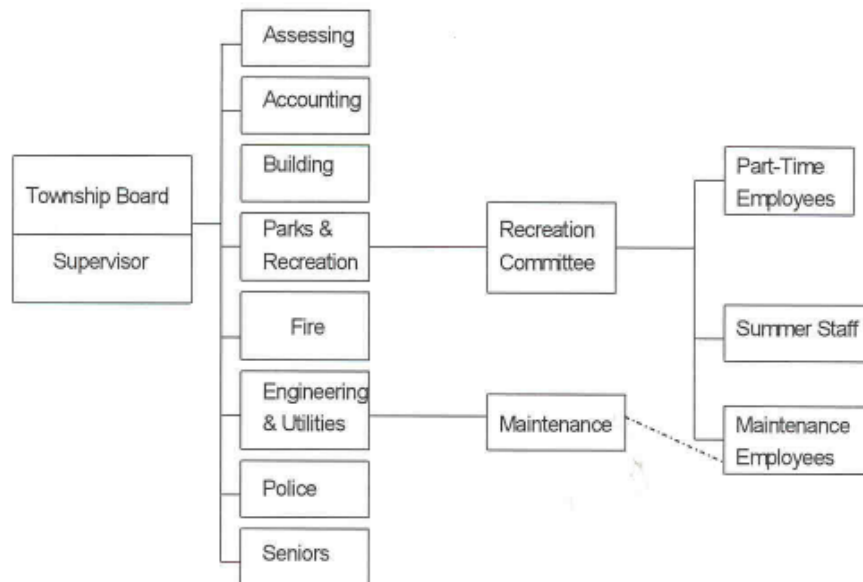 Assessing
Accounting
Building
Township Board
Supervisor
Parks &
Recreation
Fire
Engineering
& Utilities
Police
Seniors
Recreation
Committee
Maintenance
Part-Time
Employees
Summer Staff
Maintenance
Employees